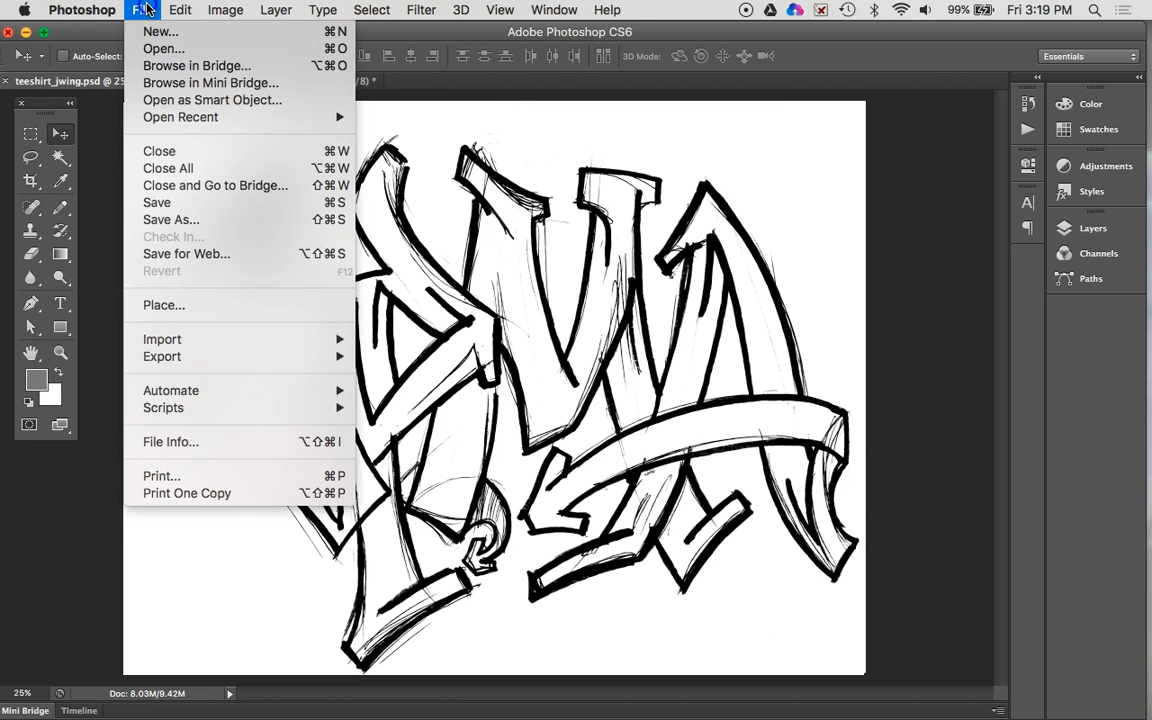 Photoshop File Edit Image Layer Type Select Filter 3D View Window Help 99% Fri 3:19 PM
Adobe Photoshop CS6
Auto-Select: 3D Mode: Essentials
teeshirt_jwing.psd @ 25 /8) *
New... ⌘N
Open... ⌘O
Browse in Bridge... ⌥⌘O
Browse in Mini Bridge...
Open as Smart Object...
Open Recent
Close ⌘W
Close All ⌥⌘W
Close and Go to Bridge... ⇧⌘W
Save ⌘S
Save As... ⇧⌘S
Check In...
Save for Web... ⌥⇧⌘S
Revert F12
Place...
Import
Export
Automate
Scripts
File Info... ⌥⇧⌘I
Print... ⌘P
Print One Copy ⌥⇧⌘P
Color
Swatches
Adjustments
Styles
Layers
Channels
Paths
25% Doc: 8.03M/9.42M
Mini Bridge Timeline